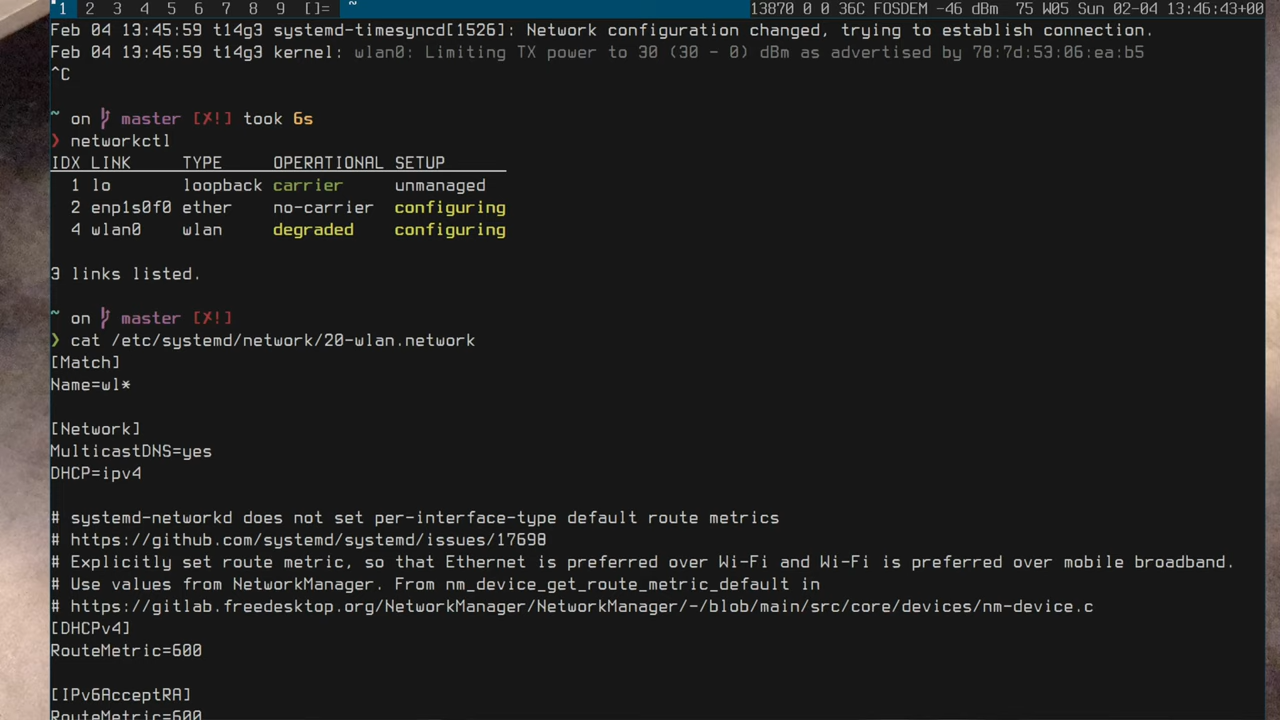 1 2 3 4 5 6 7 8 9 []= ~ 13870 0 0 36C FOSDEM -46 dBm 75 W05 Sun 02-04 13:46:43+00
Feb 04 13:45:59 t14g3 systemd-timesyncd[1526]: Network configuration changed, trying to establish connection.
Feb 04 13:45:59 t14g3 kernel: wlan0: Limiting TX power to 30 (30 - 0) dBm as advertised by 78:7d:53:06:ea:b5
^C
~ on master [✗!] took 6s
❯ networkctl
IDX LINK TYPE OPERATIONAL SETUP
1 lo loopback carrier unmanaged
2 enp1s0f0 ether no-carrier configuring
4 wlan0 wlan degraded configuring
3 links listed.
~ on master [✗!]
❯ cat /etc/systemd/network/20-wlan.network
[Match]
Name=wl*
[Network]
MulticastDNS=yes
DHCP=ipv4
# systemd-networkd does not set per-interface-type default route metrics
# https://github.com/systemd/systemd/issues/17698
# Explicitly set route metric, so that Ethernet is preferred over Wi-Fi and Wi-Fi is preferred over mobile broadband.
# Use values from NetworkManager. From nm_device_get_route_metric_default in
# https://gitlab.freedesktop.org/NetworkManager/NetworkManager/-/blob/main/src/core/devices/nm-device.c
[DHCPv4]
RouteMetric=600
[IPv6AcceptRA]
RouteMetric=600